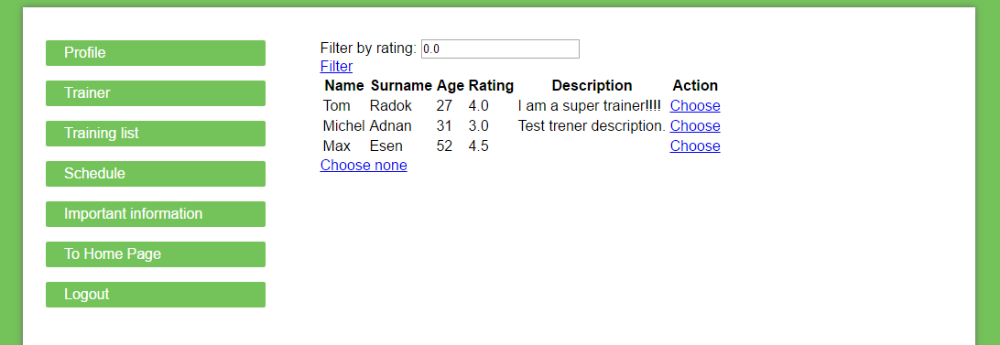 Profile
Trainer
Training list
Schedule
Important information
To Home Page
Logout
Filter by rating: 0.0
Filter
Name Surname Age Rating Description Action
Tom Radok 27 4.0 I am a super trainer!!!! Choose
Michel Adnan 31 3.0 Test trener description. Choose
Max Esen 52 4.5 Choose
Choose none